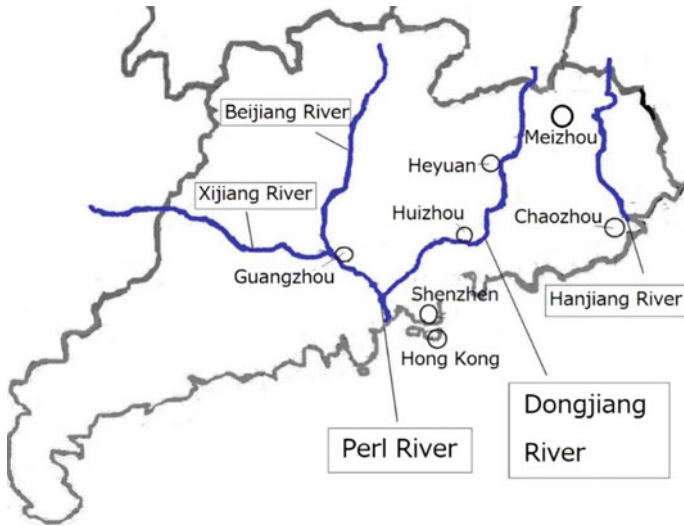 Beijiang River
Meizhou
Heyuan
Xijiang River
Huizhou
Chaozhou
Guangzhou
Shenzhen
Hanjiang River
Hong Kong
Dongjiang
River
Perl River